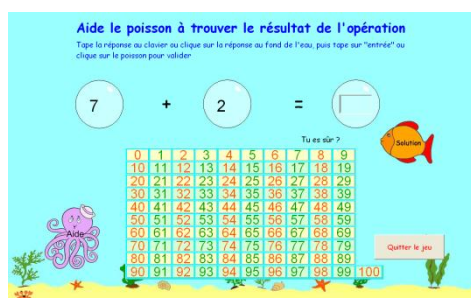 Aide le poisson à trouver le résultat de l'opération
Tape la réponse au clavier ou clique sur la réponse au fond de l'eau, puis tape sur "entrée" ou
clique sur le poisson pour valider
7 + 2 =
Tu es sûr ?
Solution
0 1 2 3 4 5 6 7 8 9
10 11 12 13 14 15 16 17 18 19
20 21 22 23 24 25 26 27 28 29
30 31 32 33 34 35 36 37 38 39
40 41 42 43 44 45 46 47 48 49
50 51 52 53 54 55 56 57 58 59
60 61 62 63 64 65 66 67 68 69
70 71 72 73 74 75 76 77 78 79
80 81 82 83 84 85 86 87 88 89
90 91 92 93 94 95 96 97 98 99 100
Aide
Quitter le jeu